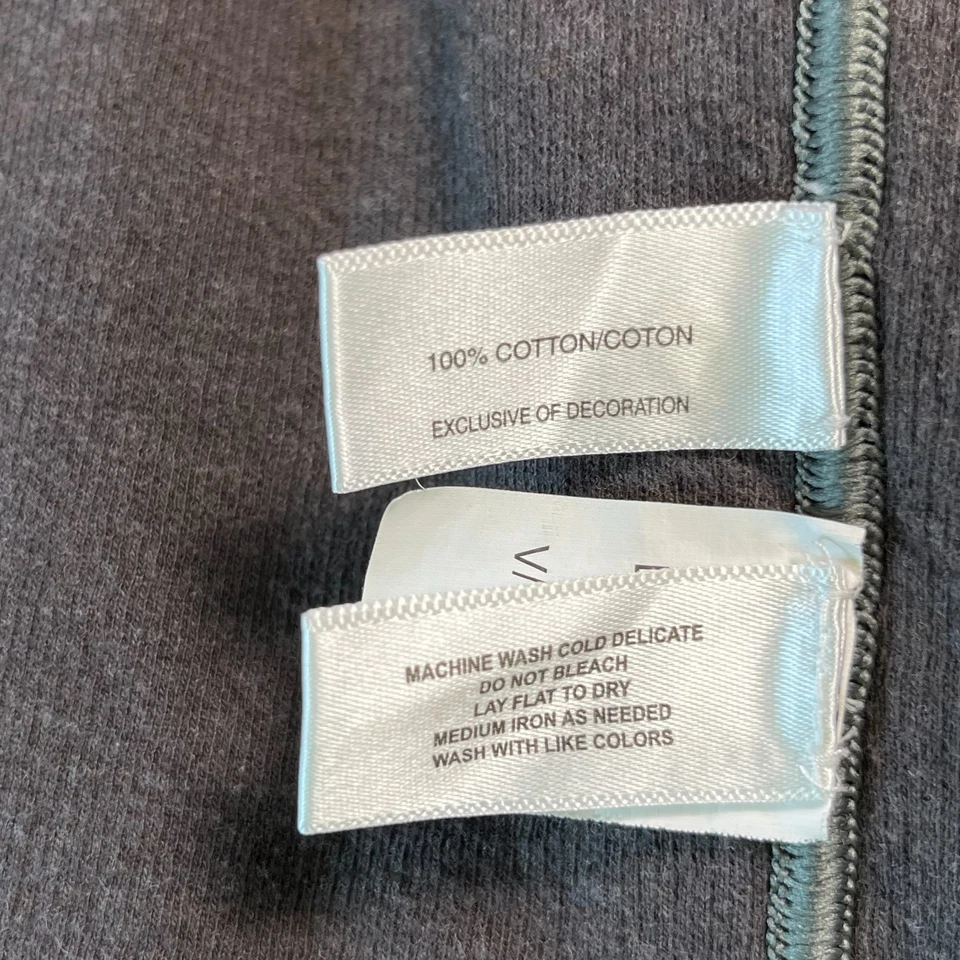 100% COTTON/COTON
EXCLUSIVE OF DECORATION
MACHINE WASH COLD DELICATE
DO NOT BLEACH
LAY FLAT TO DRY
MEDIUM IRON AS NEEDED
WASH WITH LIKE COLORS